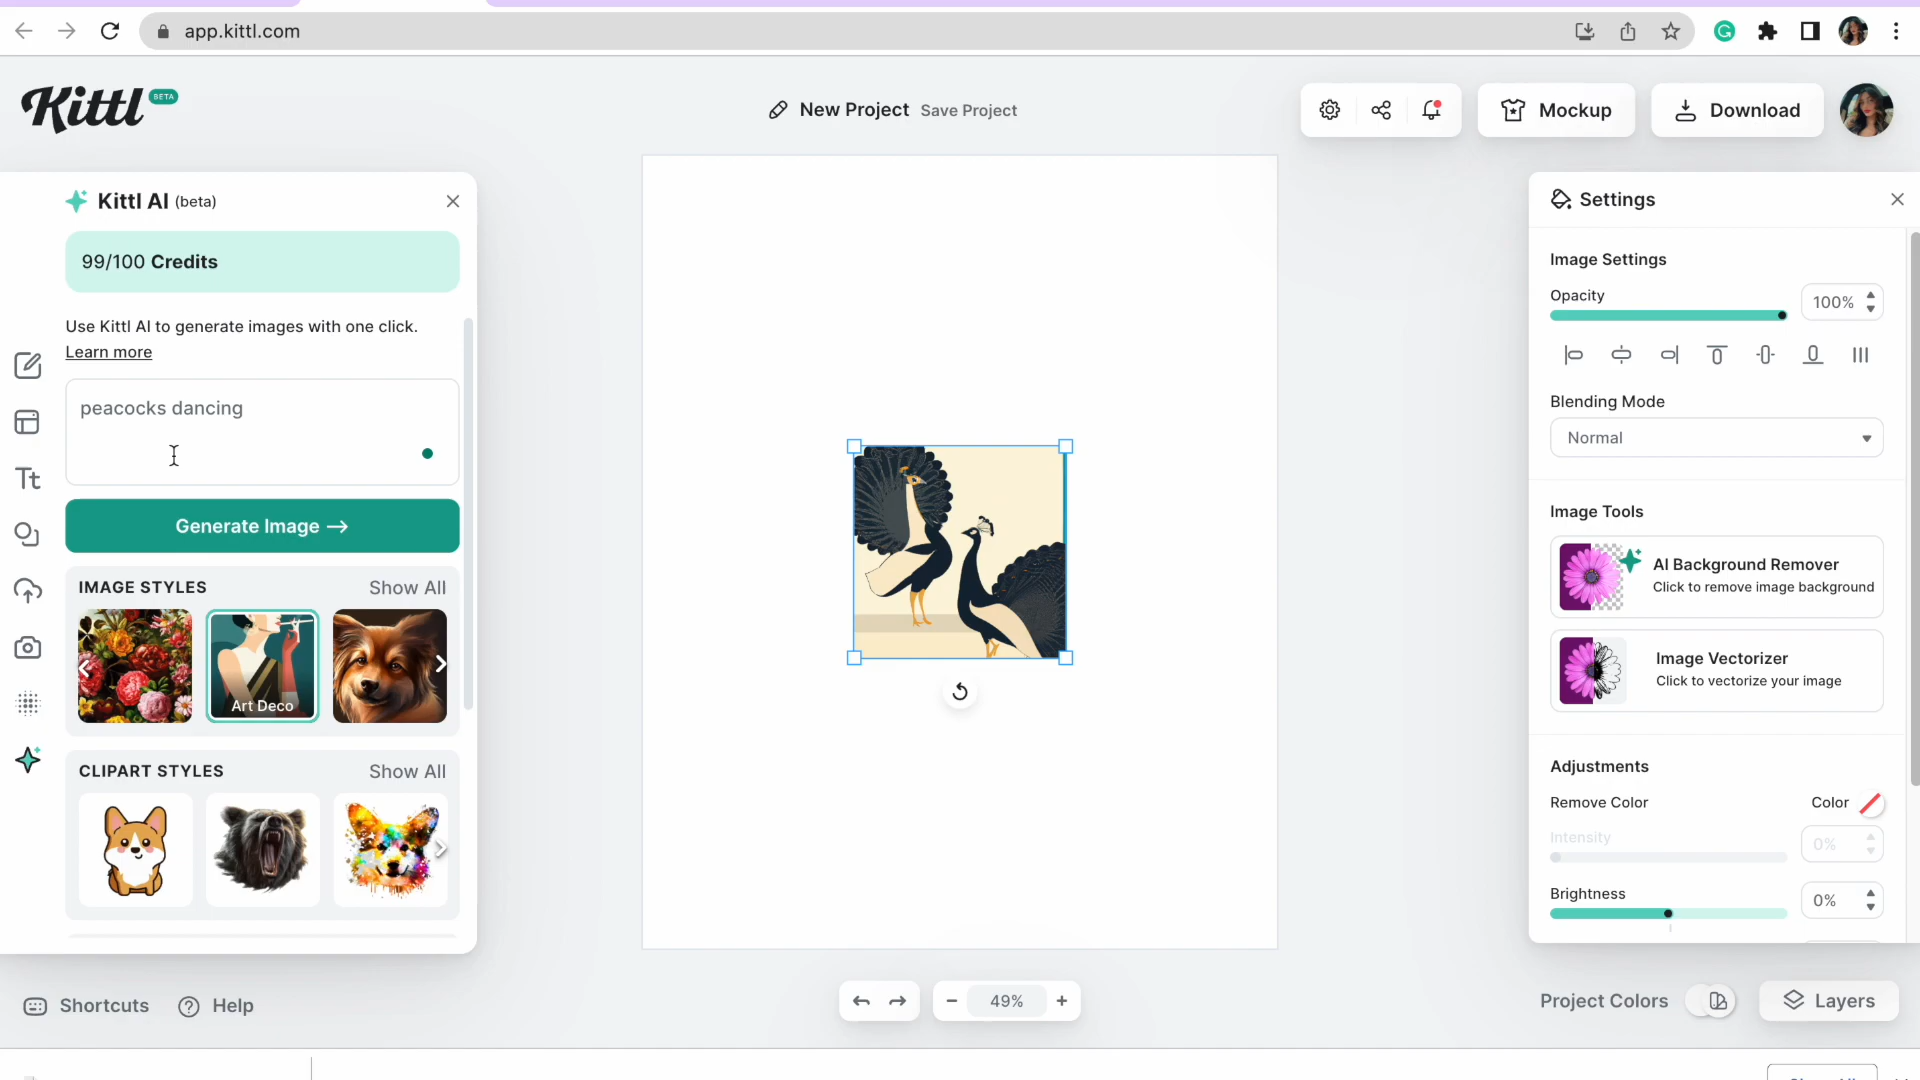 app.kittl.com
Kittl BETA
New Project Save Project
Mockup
Download
Kittl AI (beta)
99/100 Credits
Use Kittl AI to generate images with one click.
Learn more
peacocks dancing
Generate Image →
IMAGE STYLES Show All
Art Deco
CLIPART STYLES Show All
Shortcuts
Help
49%
Settings
Image Settings
Opacity
100%
Blending Mode
Normal
Image Tools
AI Background Remover
Click to remove image background
Image Vectorizer
Click to vectorize your image
Adjustments
Remove Color Color
Intensity
0%
Brightness
0%
Project Colors
Layers